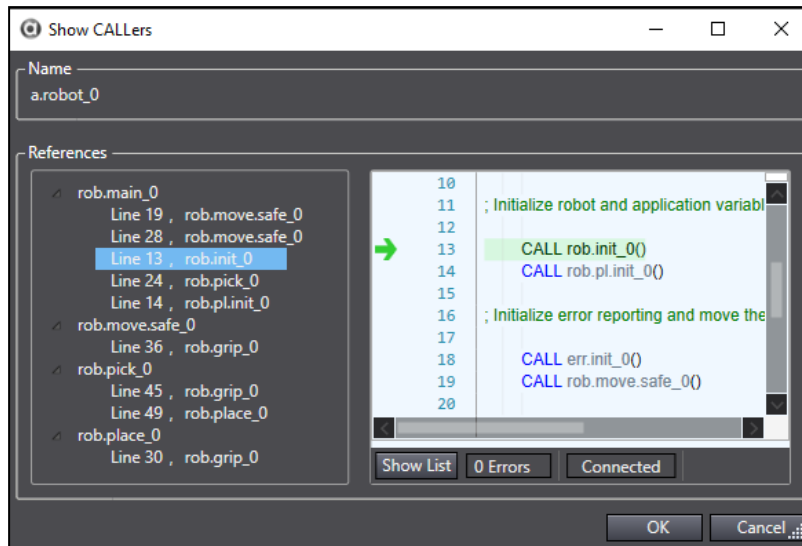 Show CALLers
Name
a.robot_0
References
rob.main_0
Line 19 , rob.move.safe_0
Line 28 , rob.move.safe_0
Line 13 , rob.init_0
Line 24 , rob.pick_0
Line 14 , rob.pl.init_0
rob.move.safe_0
Line 36 , rob.grip_0
rob.pick_0
Line 45 , rob.grip_0
Line 49 , rob.place_0
rob.place_0
Line 30 , rob.grip_0
10
11 ; Initialize robot and application variabl
12
13 CALL rob.init_0()
14 CALL rob.pl.init_0()
15
16 ; Initialize error reporting and move the
17
18 CALL err.init_0()
19 CALL rob.move.safe_0()
20
Show List 0 Errors Connected
OK Cancel